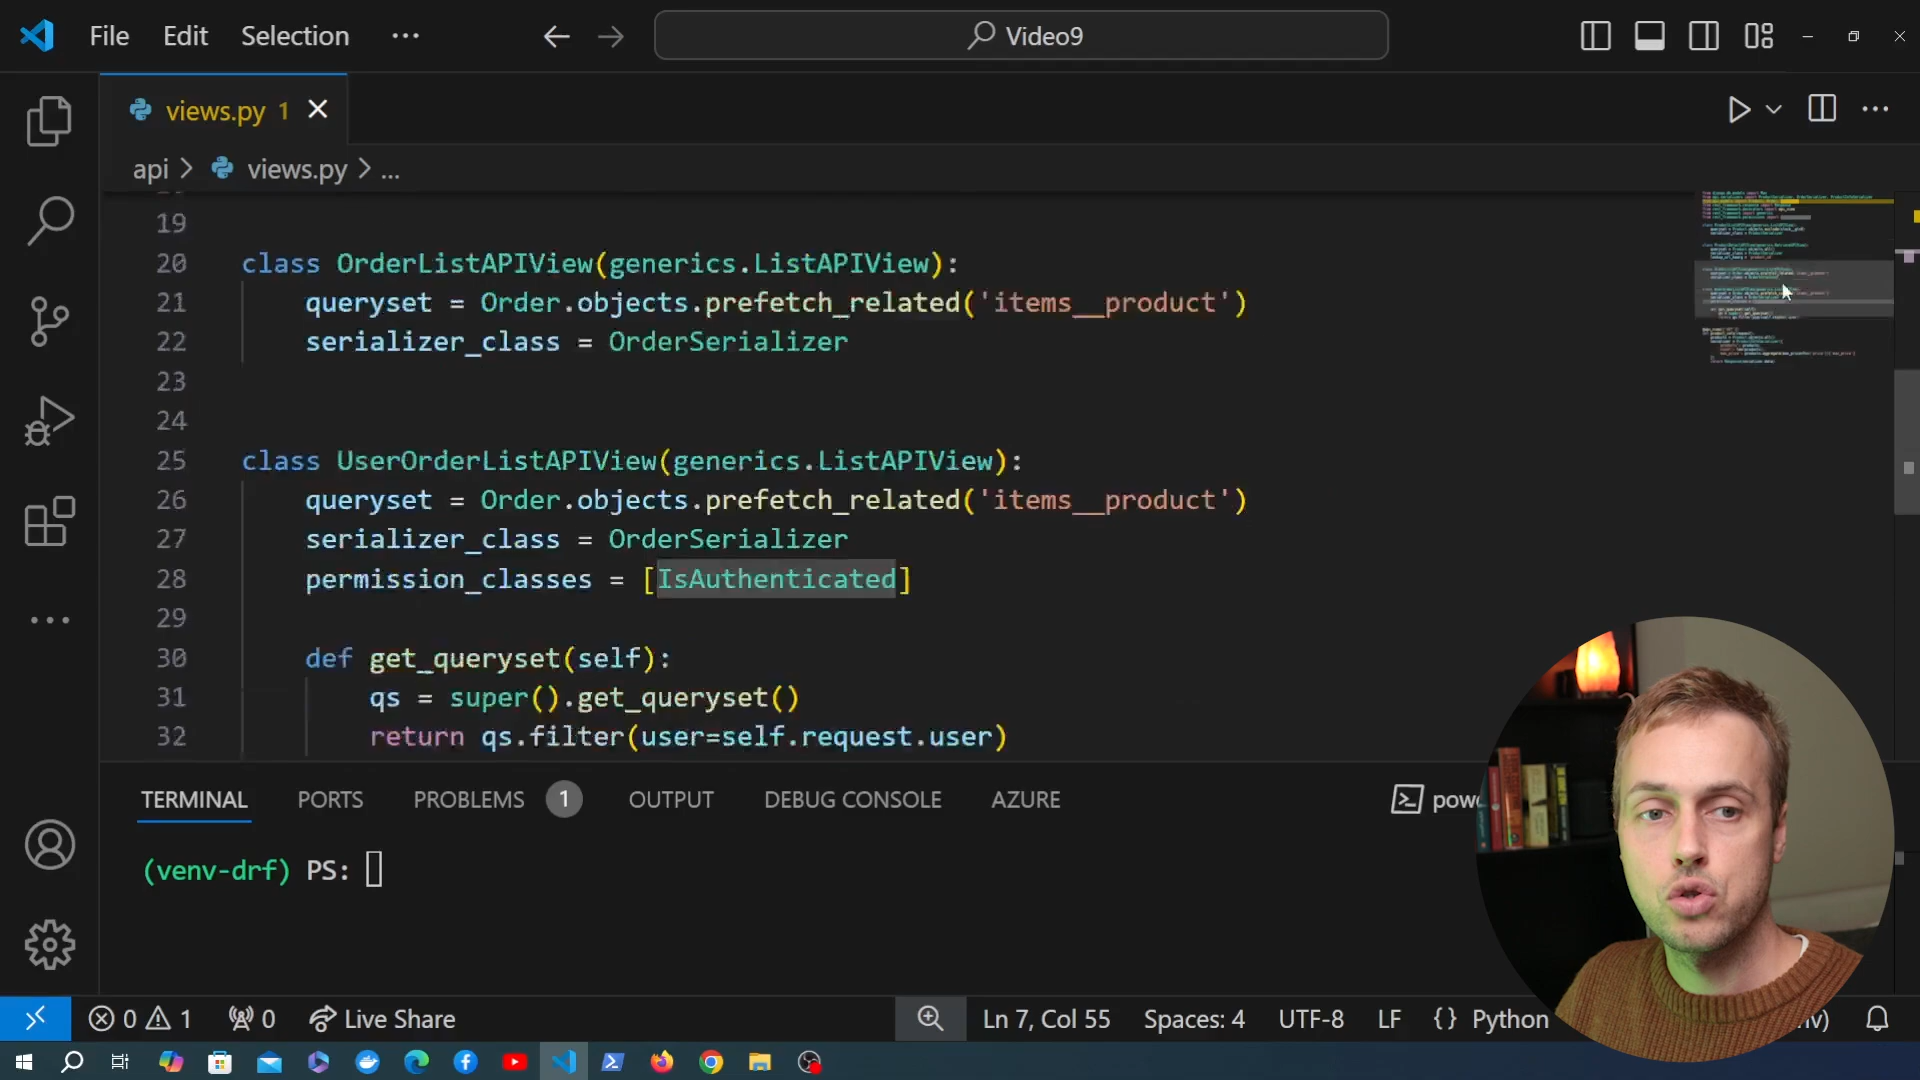 File Edit Selection ... Video9
views.py 1
api > views.py > ...
19
20 class OrderListAPIView(generics.ListAPIView):
21 queryset = Order.objects.prefetch_related('items__product')
22 serializer_class = OrderSerializer
23
24
25 class UserOrderListAPIView(generics.ListAPIView):
26 queryset = Order.objects.prefetch_related('items__product')
27 serializer_class = OrderSerializer
28 permission_classes = [IsAuthenticated]
29
30 def get_queryset(self):
31 qs = super().get_queryset()
32 return qs.filter(user=self.request.user)
TERMINAL PORTS PROBLEMS 1 OUTPUT DEBUG CONSOLE AZURE
(venv-drf) PS:
0 1 0 Live Share Ln 7, Col 55 Spaces: 4 UTF-8 LF {} Python